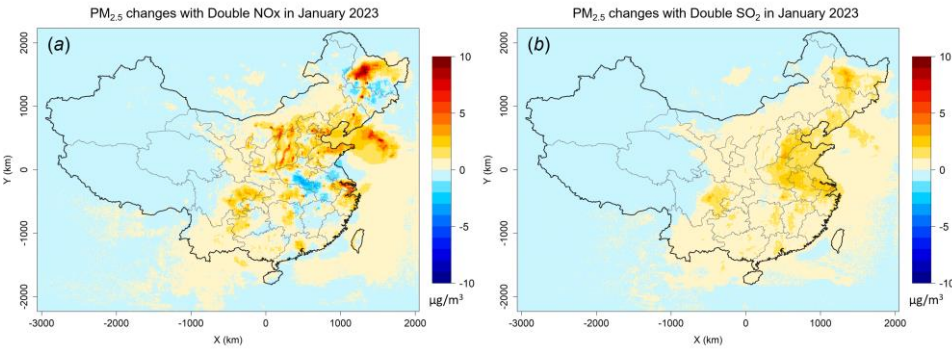 PM2.5 changes with Double NOx in January 2023
(a)
2000
1000
0
-1000
-2000
Y (km)
-3000 -2000 -1000 0 1000 2000
X (km)
10
5
0
-5
-10
μg/m³
PM2.5 changes with Double SO2 in January 2023
(b)
2000
1000
0
-1000
-2000
Y (km)
-3000 -2000 -1000 0 1000 2000
X (km)
10
5
0
-5
-10
μg/m³